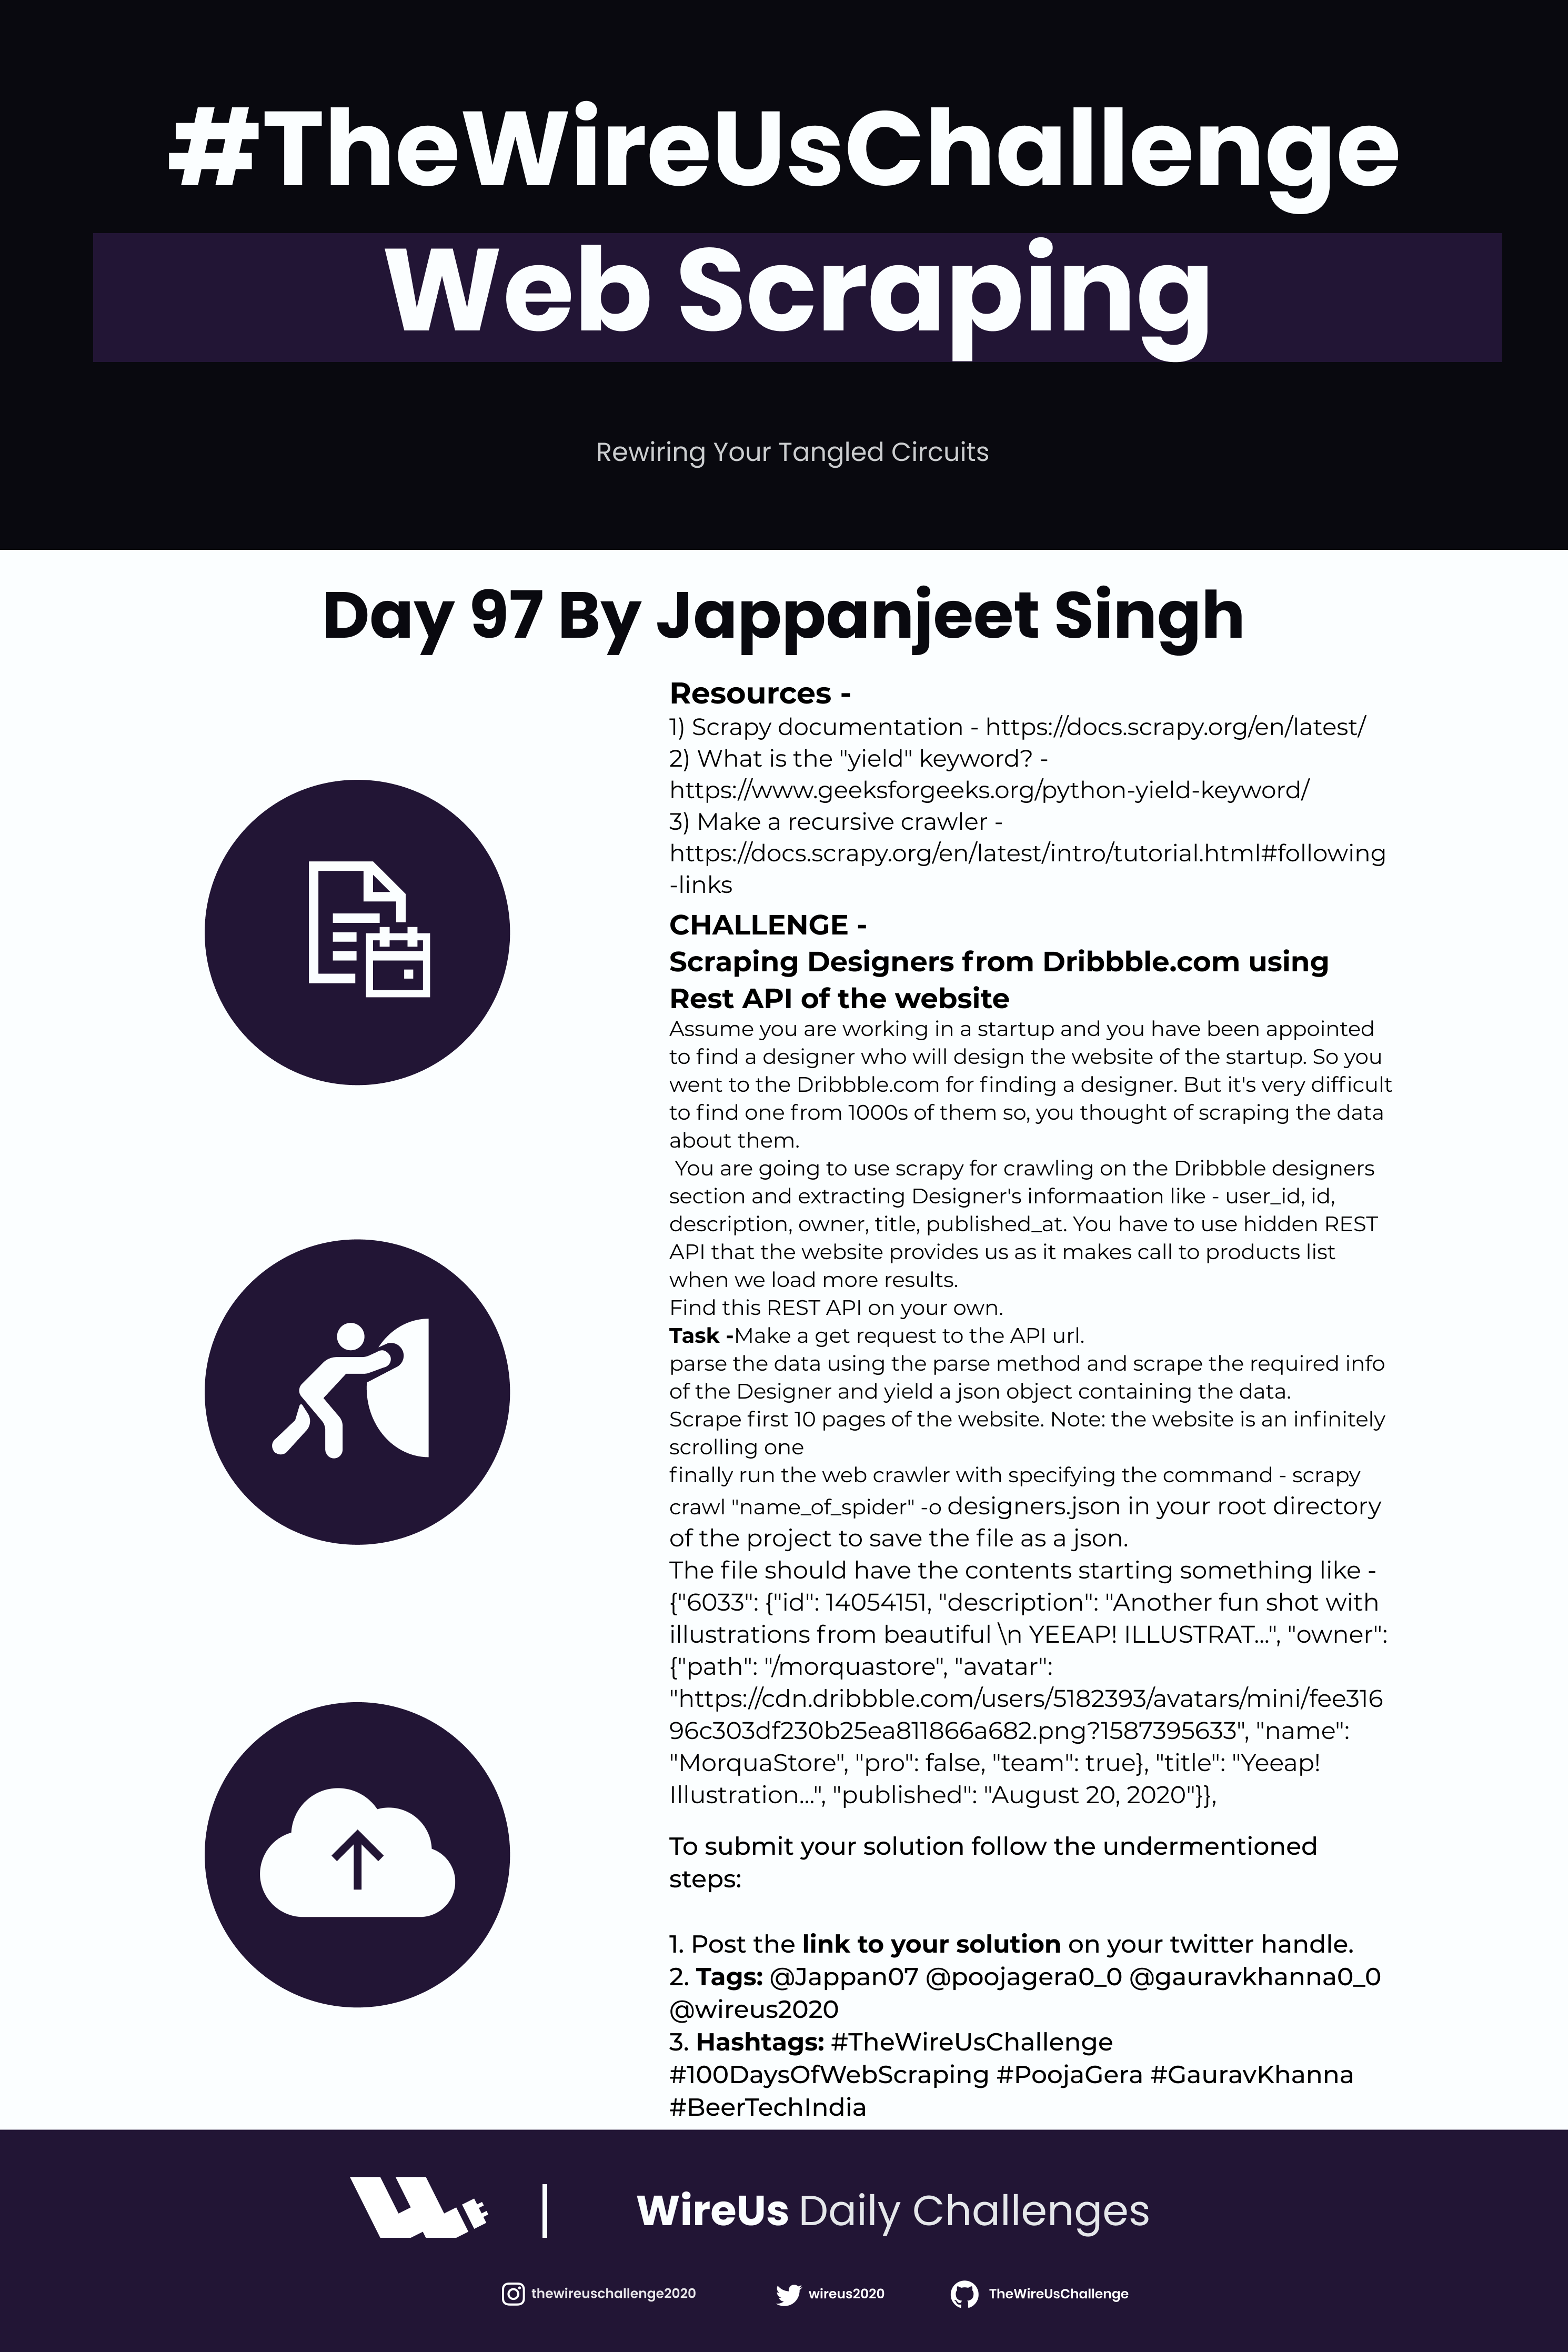 #TheWireUsChallenge
Web Scraping
Rewiring Your Tangled Circuits
Day 97 By Jappanjeet Singh
Resources -
1) Scrapy documentation - https://docs.scrapy.org/en/latest/
2) What is the "yield" keyword? -
https://www.geeksforgeeks.org/python-yield-keyword/
3) Make a recursive crawler -
https://docs.scrapy.org/en/latest/intro/tutorial.html#following
-links
CHALLENGE -
Scraping Designers from Dribbble.com using
Rest API of the website
Assume you are working in a startup and you have been appointed
to find a designer who will design the website of the startup. So you
went to the Dribbble.com for finding a designer. But it's very difficult
to find one from 1000s of them so, you thought of scraping the data
about them.
You are going to use scrapy for crawling on the Dribbble designers
section and extracting Designer's informaation like - user_id, id,
description, owner, title, published_at. You have to use hidden REST
API that the website provides us as it makes call to products list
when we load more results.
Find this REST API on your own.
Task -Make a get request to the API url.
parse the data using the parse method and scrape the required info
of the Designer and yield a json object containing the data.
Scrape first 10 pages of the website. Note: the website is an infinitely
scrolling one
finally run the web crawler with specifying the command - scrapy
crawl "name_of_spider" -o designers.json in your root directory
of the project to save the file as a json.
The file should have the contents starting something like -
{"6033": {"id": 14054151, "description": "Another fun shot with
illustrations from beautiful \n YEEAP! ILLUSTRAT...", "owner":
{"path": "/morquastore", "avatar":
"https://cdn.dribbble.com/users/5182393/avatars/mini/fee316
96c303df230b25ea811866a682.png?1587395633", "name":
"MorquaStore", "pro": false, "team": true}, "title": "Yeeap!
Illustration...", "published": "August 20, 2020"}},
To submit your solution follow the undermentioned
steps:
1. Post the link to your solution on your twitter handle.
2. Tags: @Jappan07 @poojagera0_0 @gauravkhanna0_0
@wireus2020
3. Hashtags: #TheWireUsChallenge
#100DaysOfWebScraping #PoojaGera #GauravKhanna
#BeerTechIndia
WireUs Daily Challenges
thewireuschallenge2020 wireus2020 TheWireUsChallenge